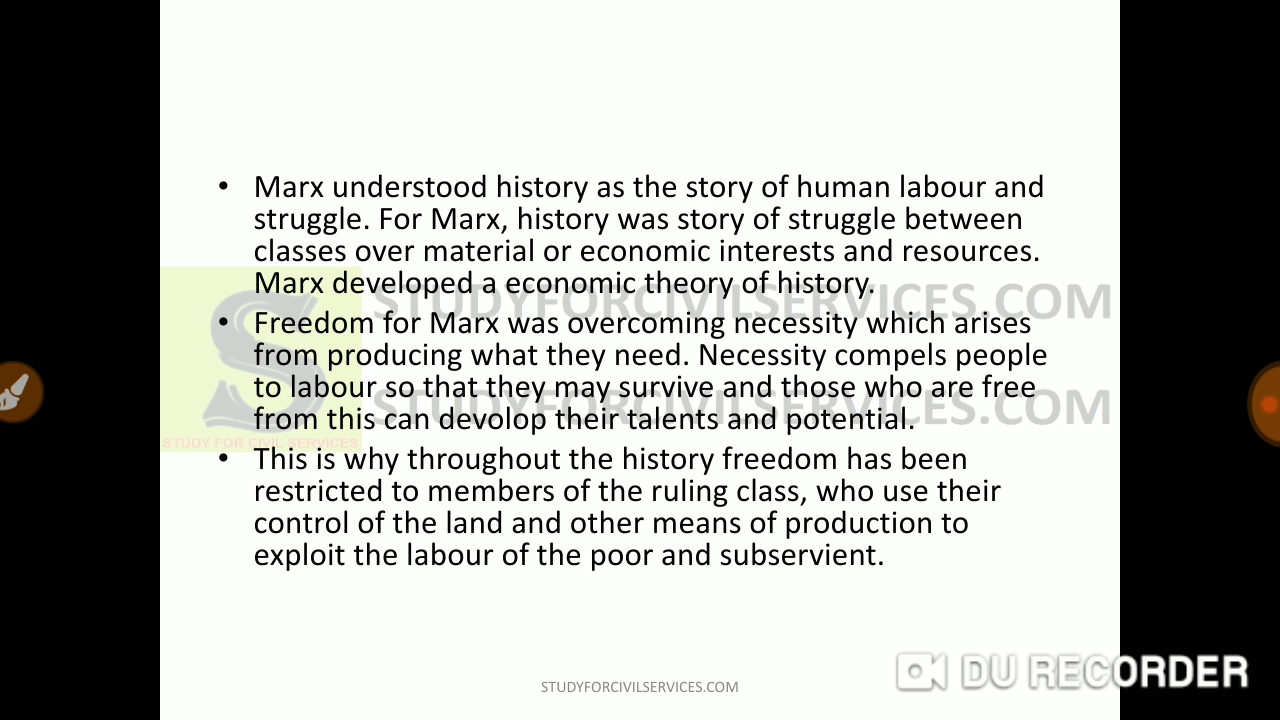 • Marx understood history as the story of human labour and
struggle. For Marx, history was story of struggle between
classes over material or economic interests and resources.
Marx developed a economic theory of history.
STUDYFORCIVILSERVICES.COM
• Freedom for Marx was overcoming necessity which arises
from producing what they need. Necessity compels people
to labour so that they may survive and those who are free
from this can devolop their talents and potential.
STUDYFORCIVILSERVICES.COM
STUDY FOR CIVIL SERVICES
• This is why throughout the history freedom has been
restricted to members of the ruling class, who use their
control of the land and other means of production to
exploit the labour of the poor and subservient.
STUDYFORCIVILSERVICES.COM
DU RECORDER